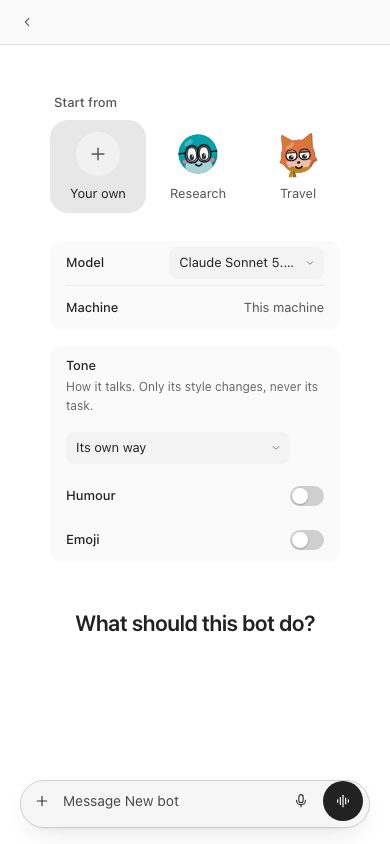 Start from
Your own
Research
Travel
Model
Claude Sonnet 5....
Machine
This machine
Tone
How it talks. Only its style changes, never its
task.
Its own way
Humour
Emoji
What should this bot do?
Message New bot